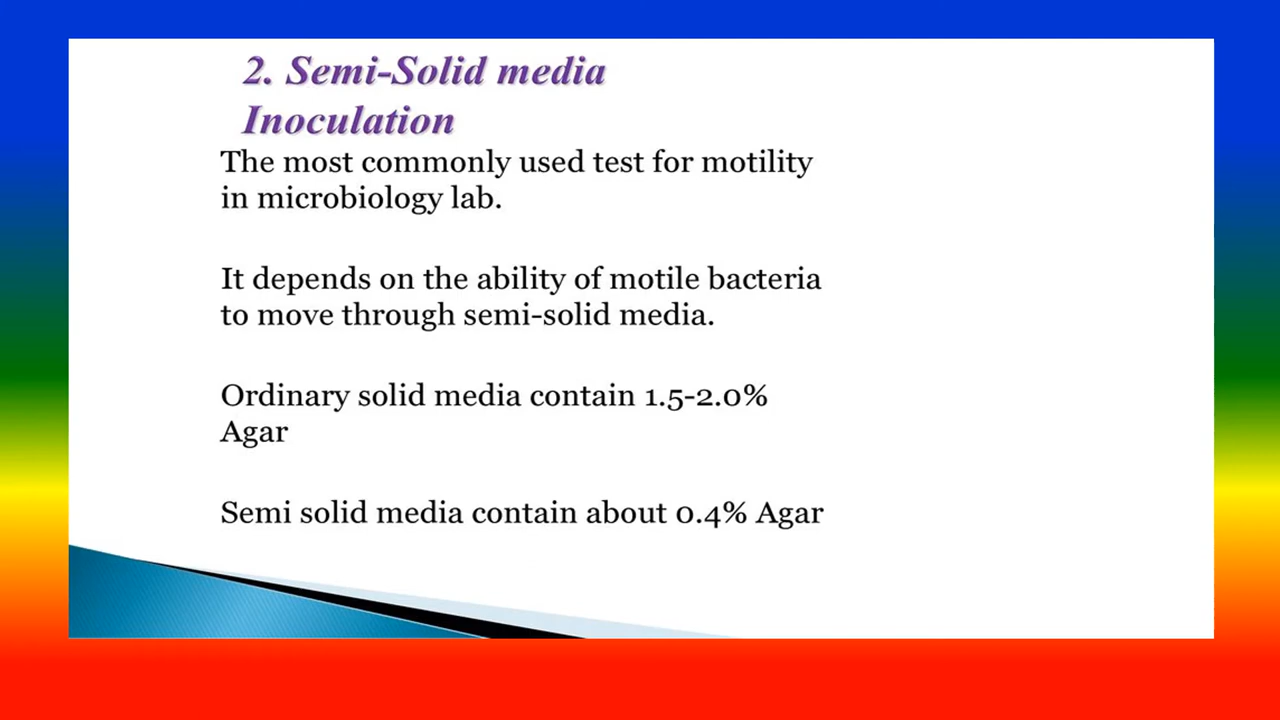 2. Semi-Solid media
Inoculation
The most commonly used test for motility
in microbiology lab.
It depends on the ability of motile bacteria
to move through semi-solid media.
Ordinary solid media contain 1.5-2.0%
Agar
Semi solid media contain about 0.4% Agar